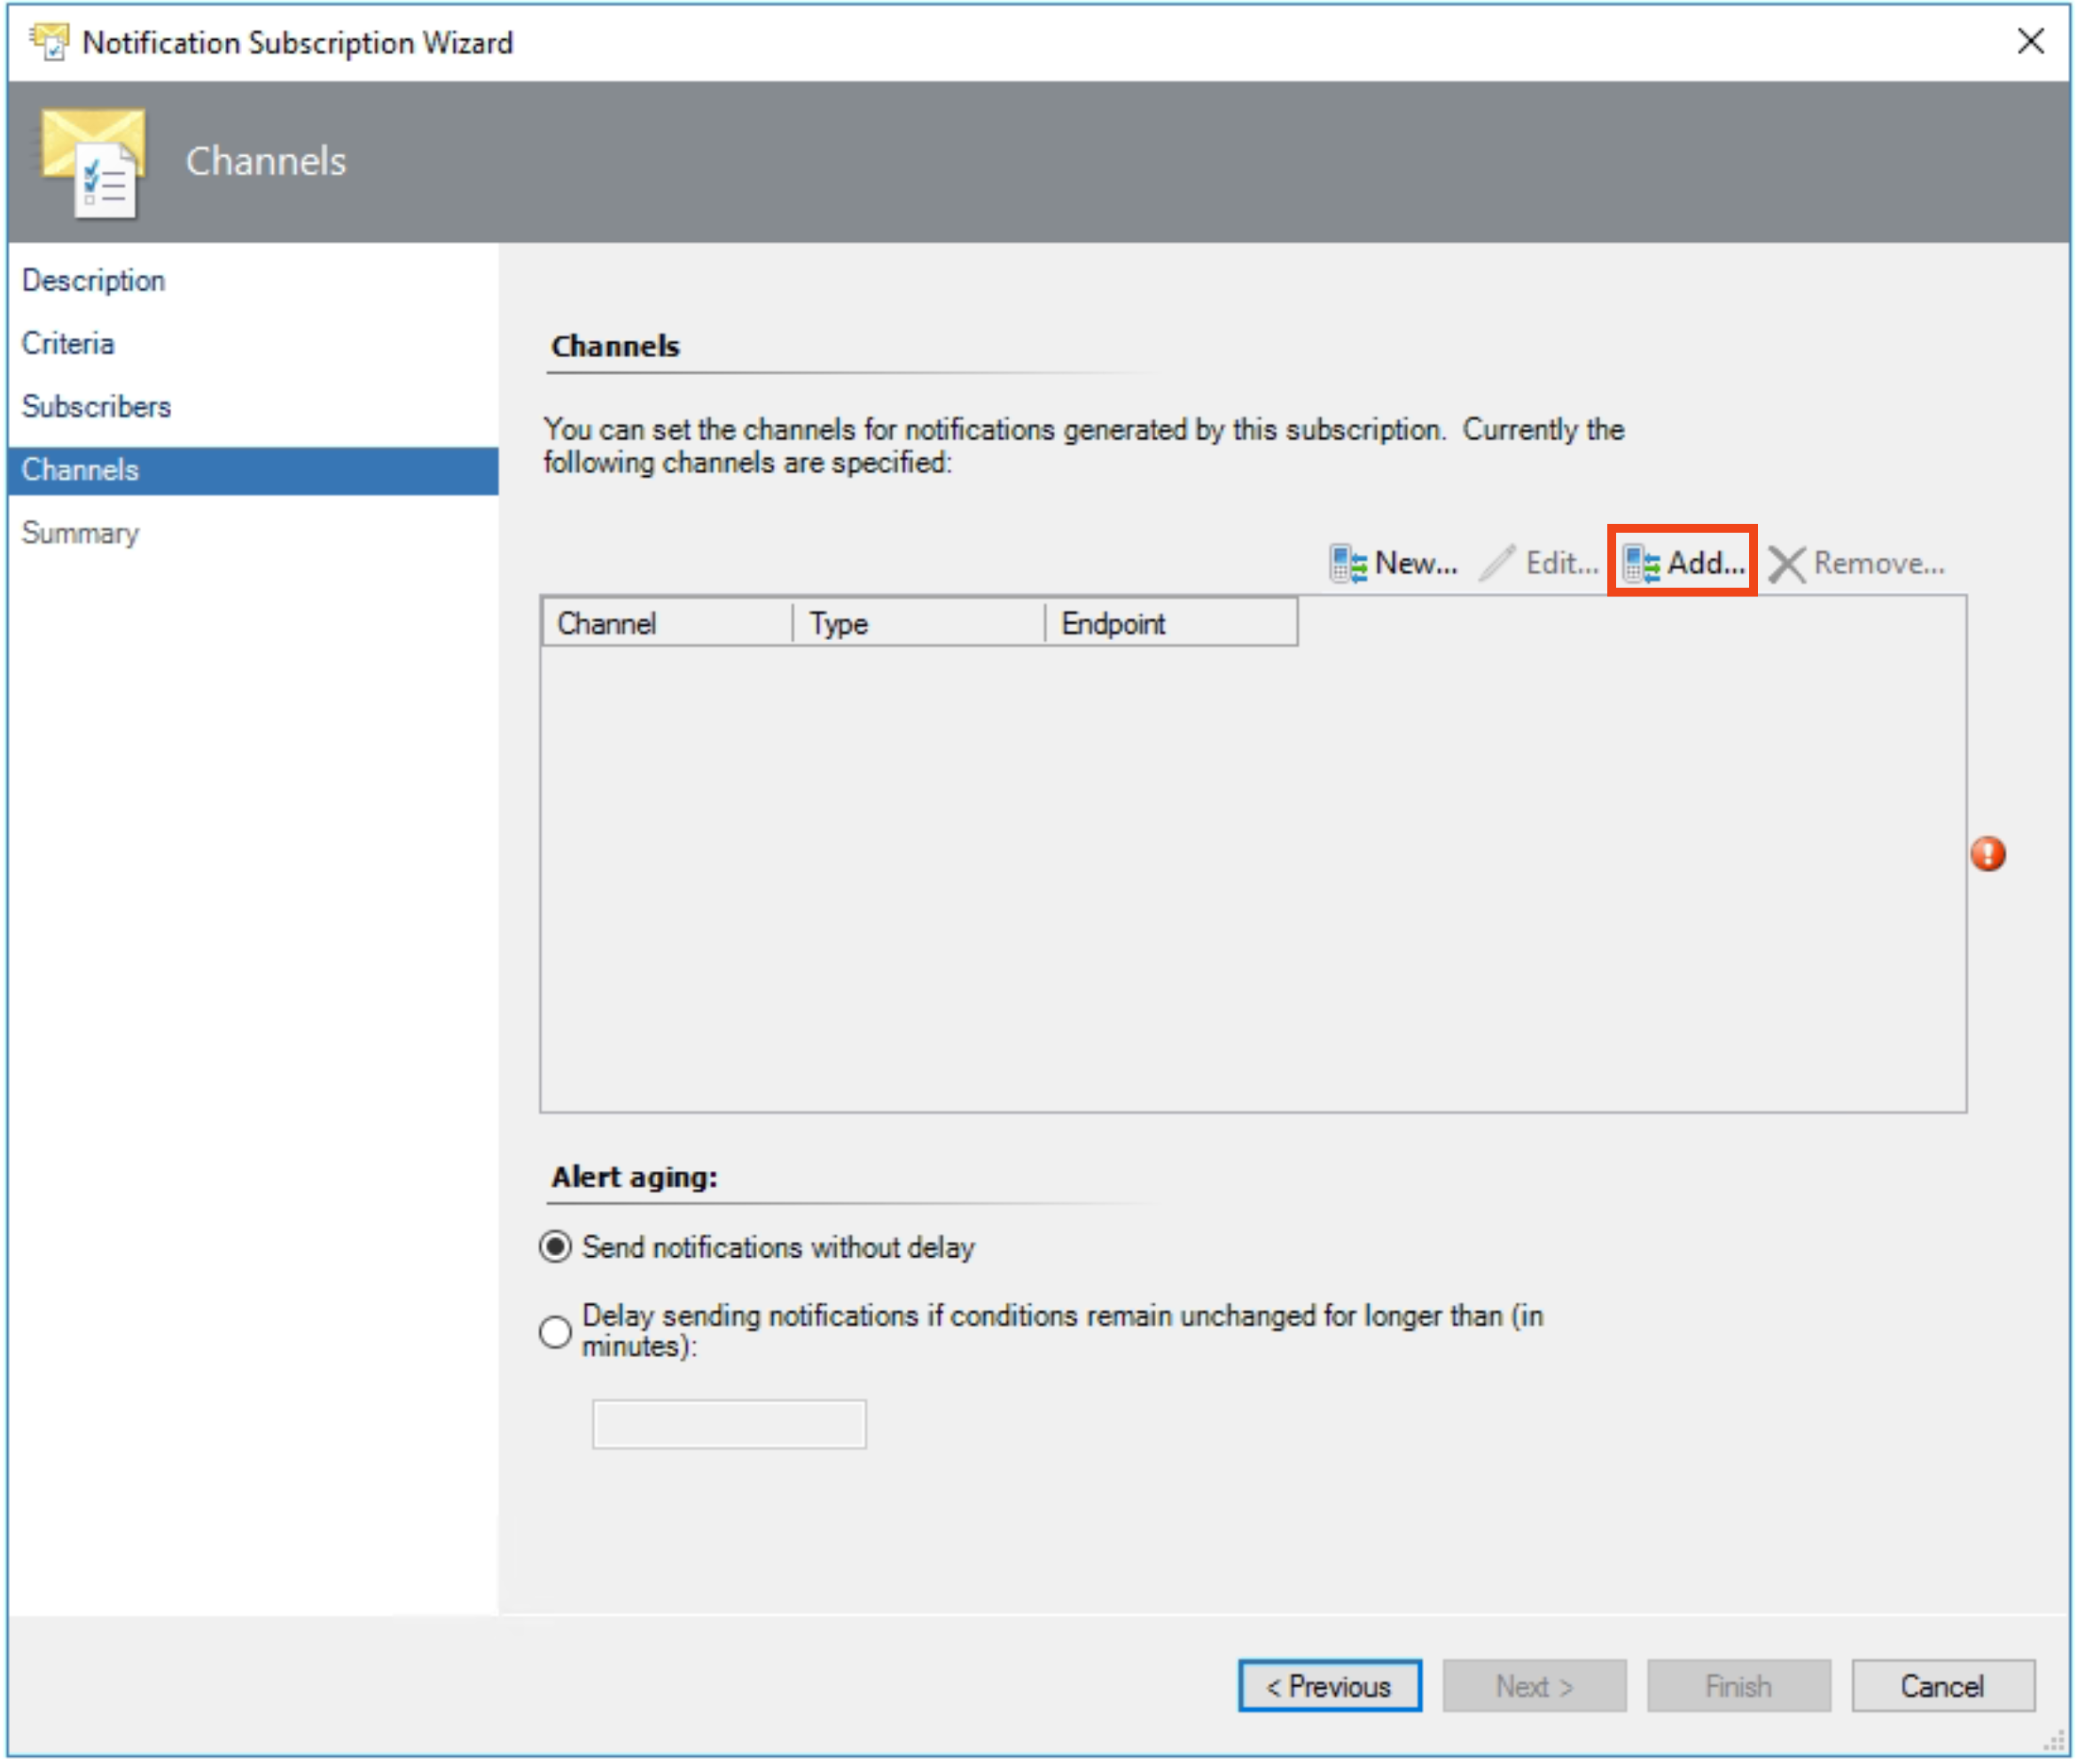 Notification Subscription Wizard
Channels
Description
Criteria
Subscribers
Channels
Summary
Channels
You can set the channels for notifications generated by this subscription.  Currently the
following channels are specified:
New... Edit... Add... Remove...
Channel Type Endpoint
Alert aging:
Send notifications without delay
Delay sending notifications if conditions remain unchanged for longer than (in
minutes):
< Previous Next > Finish Cancel